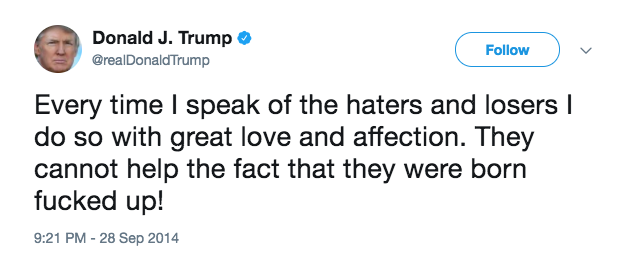 Donald J. Trump
@realDonaldTrump
Follow
Every time I speak of the haters and losers I
do so with great love and affection. They
cannot help the fact that they were born
fucked up!
9:21 PM - 28 Sep 2014